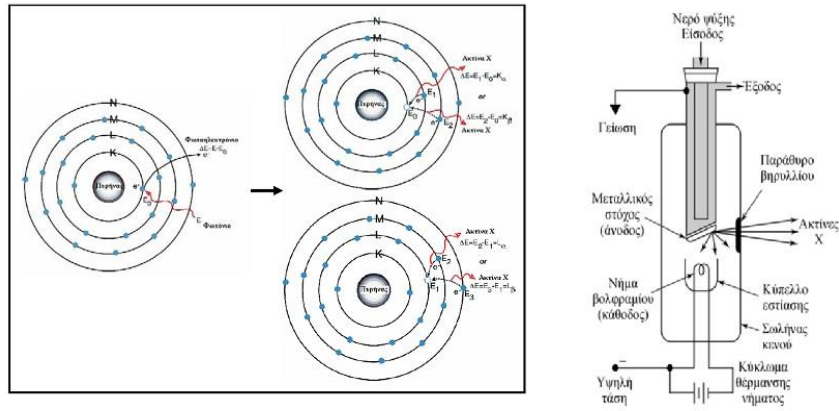 N
M
L
K
Πυρήνας
e-
E₀
Φωτοηλεκτρόνιο
ΔE=E-E₀
e-
E
Φωτόνιο
N
M
L
K
Πυρήνας
Ακτίνα X
ΔE=E₁-E₀=Kα
or
ΔE=E₂-E₀=Kβ
Ακτίνα X
e-
E₁
E₀
e-
E₂
N
M
L
K
Πυρήνας
Ακτίνα X
ΔE=E₂-E₁=Lα
or
Ακτίνα X
ΔE=E₃-E₁=Lβ
E₂
e-
E₁
e-
E₃
Νερό ψύξης
Είσοδος
Έξοδος
Γείωση
Παράθυρο
βηρυλλίου
Μεταλλικός
στόχος
(άνοδος)
Ακτίνες
X
Νήμα
βολφραμίου
(κάθοδος)
Κύπελλο
εστίασης
Σωλήνας
κενού
–
Υψηλή
τάση
Κύκλωμα
θέρμανσης
νήματος